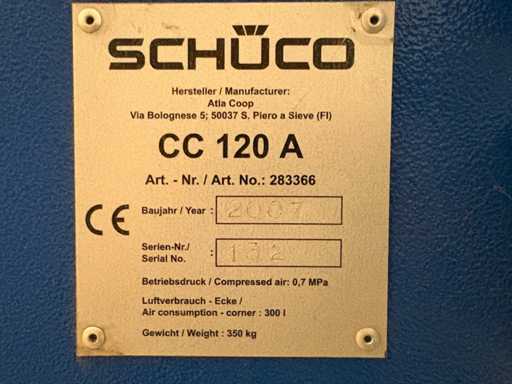 SCHÜCO
Hersteller / Manufacturer:
Atla Coop
Via Bolognese 5; 50037 S. Piero a Sieve (FI)
CC 120 A
Art. - Nr. / Art. No.: 283366
CE
Baujahr / Year : 2007
Serien-Nr./
Serial No. : 132
Betriebsdruck / Compressed air: 0,7 MPa
Luftverbrauch - Ecke /
Air consumption - corner : 300 l
Gewicht / Weight : 350 kg